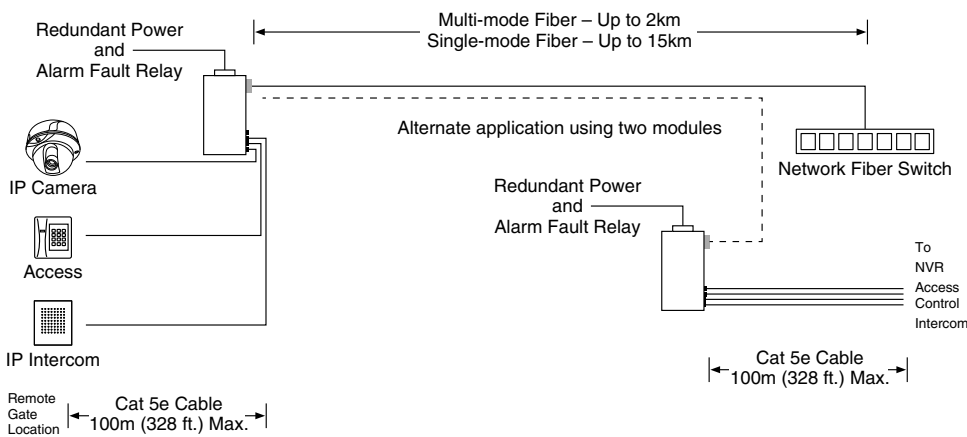 Multi-mode Fiber – Up to 2km
Single-mode Fiber – Up to 15km
Redundant Power
and
Alarm Fault Relay
Alternate application using two modules
Network Fiber Switch
IP Camera
Redundant Power
and
Alarm Fault Relay
Access
To
NVR
Access
Control
Intercom
IP Intercom
Cat 5e Cable
100m (328 ft.) Max.
Remote
Gate
Location
Cat 5e Cable
100m (328 ft.) Max.